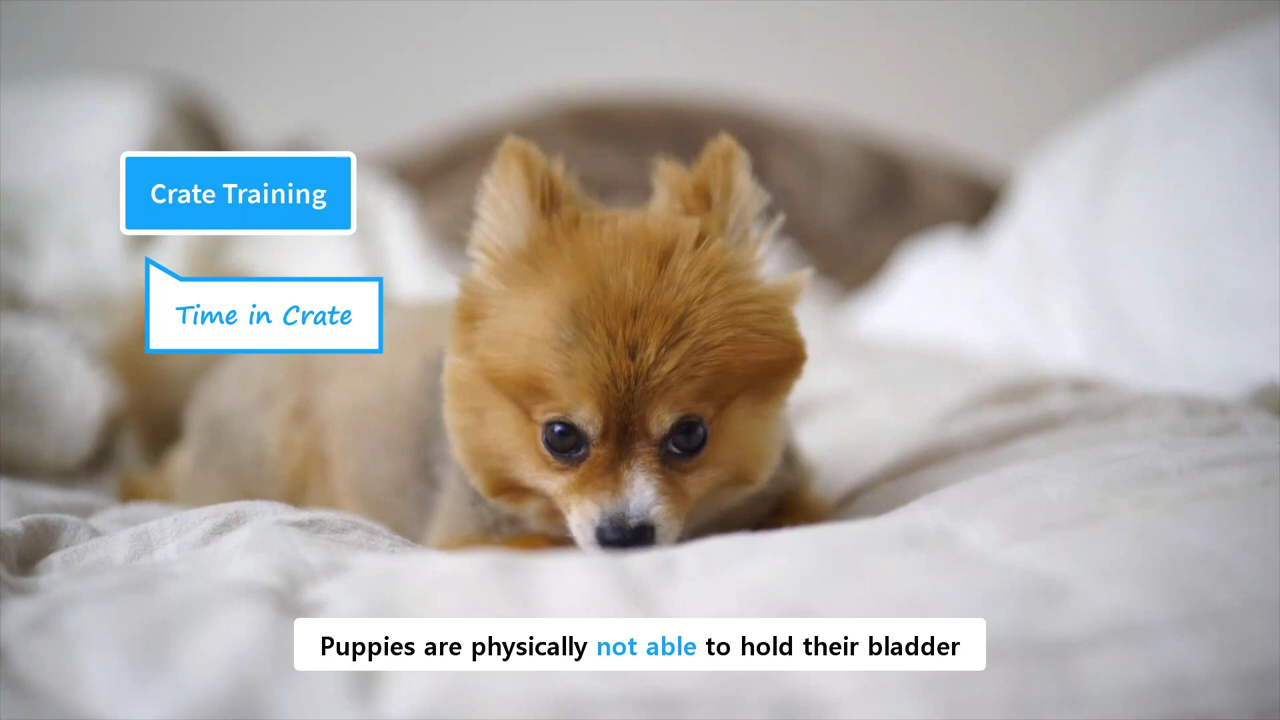 Crate Training
Time in Crate
Puppies are physically not able to hold their bladder